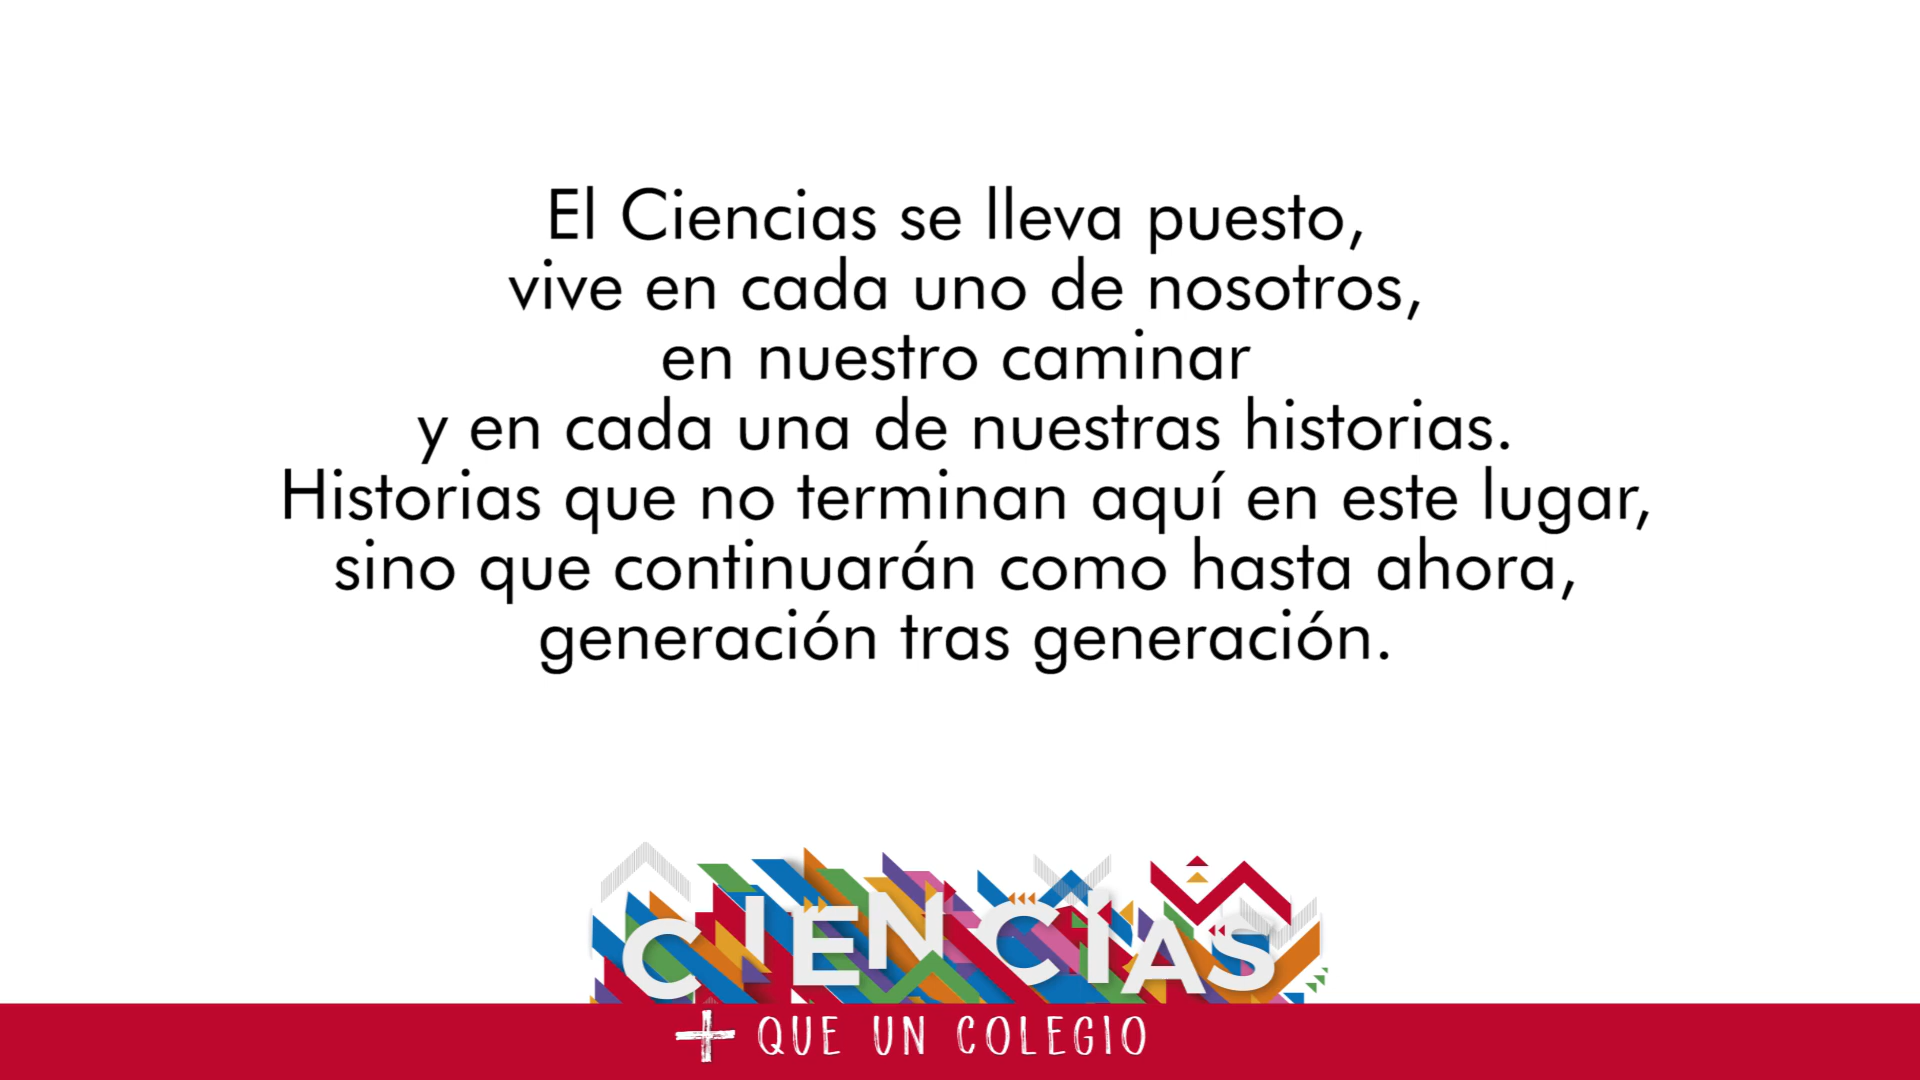 El Ciencias se lleva puesto,
vive en cada uno de nosotros,
en nuestro caminar
y en cada una de nuestras historias.
Historias que no terminan aquí en este lugar,
sino que continuarán como hasta ahora,
generación tras generación.
CIENCIAS
+ QUE UN COLEGIO